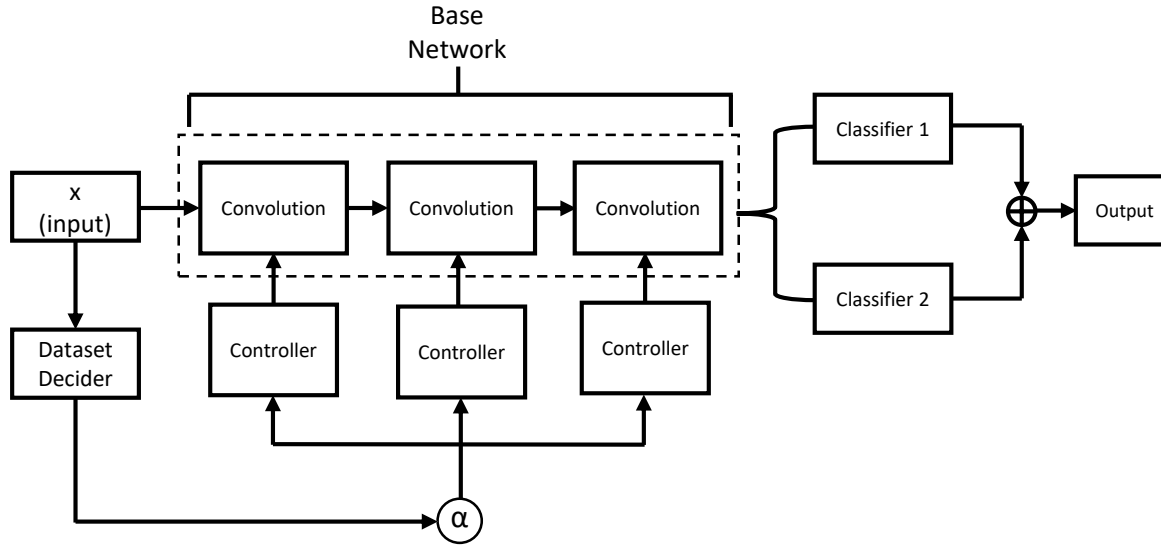 Base
Network
Classifier 1
x
(input)
Convolution
Convolution
Convolution
Output
Classifier 2
Dataset
Decider
Controller
Controller
Controller
α